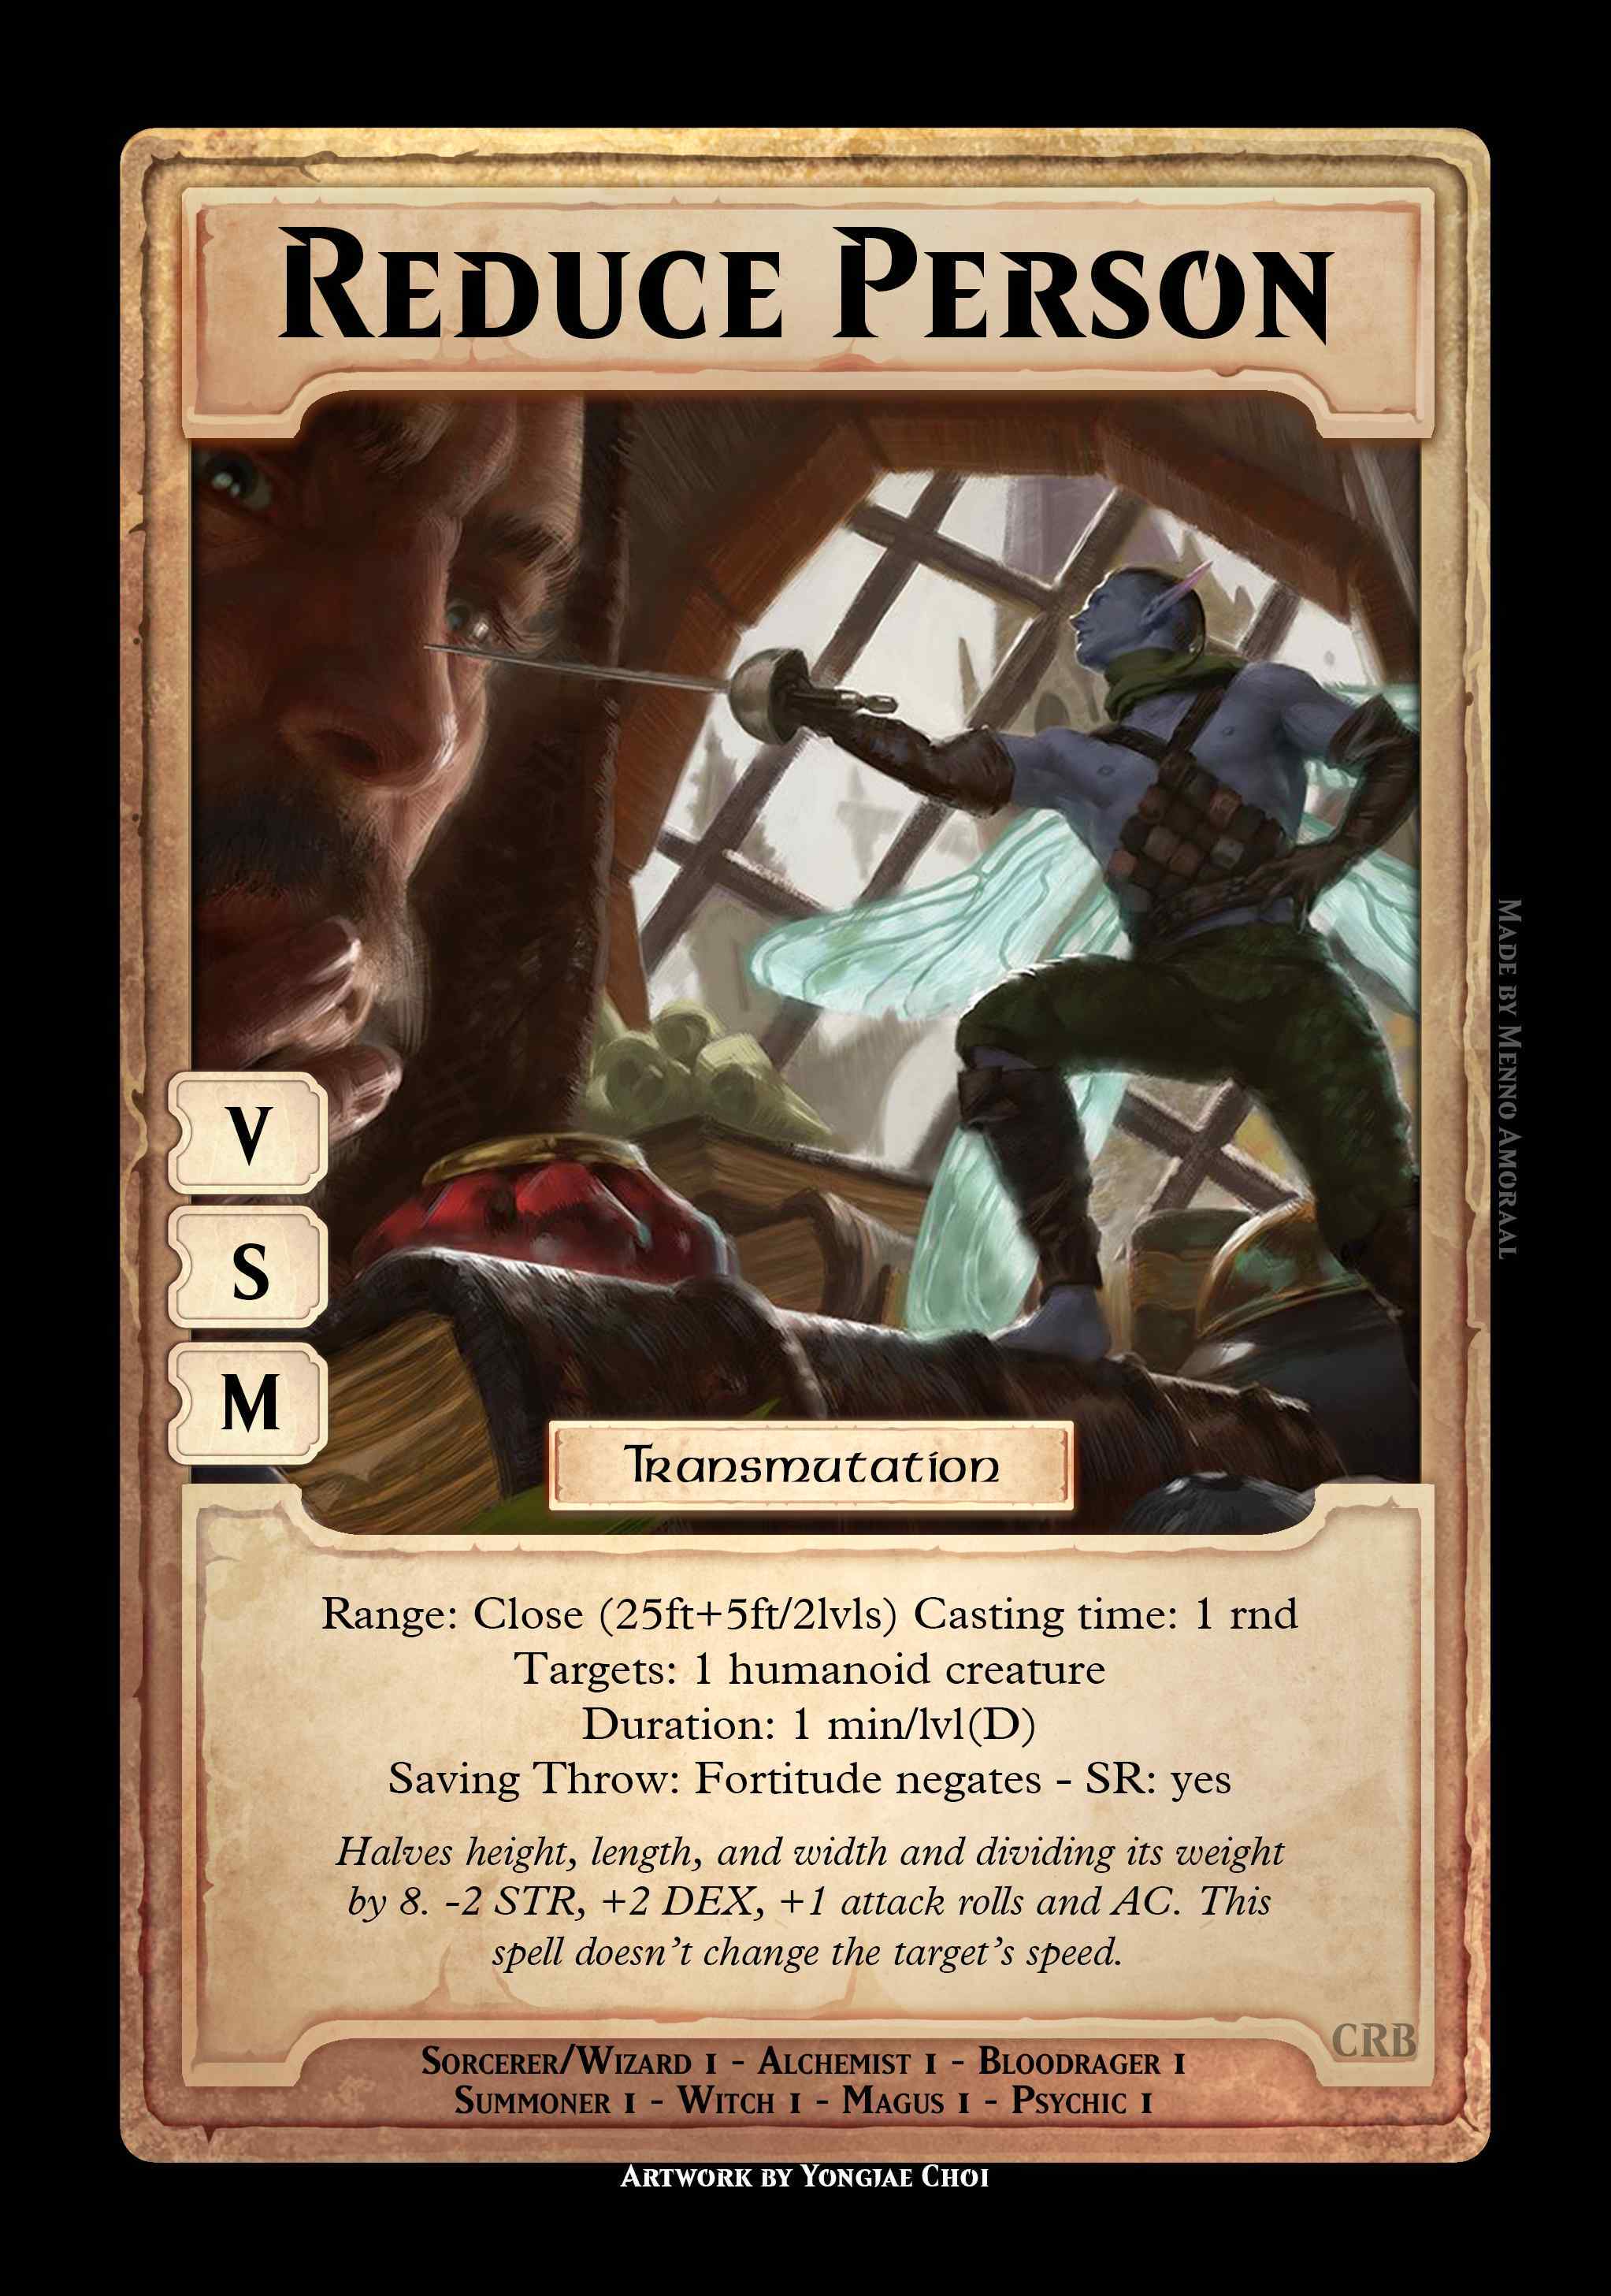 Reduce Person
V
S
M
Transmutation
Range: Close (25ft+5ft/2lvls) Casting time: 1 rnd
Targets: 1 humanoid creature
Duration: 1 min/lvl(D)
Saving Throw: Fortitude negates - SR: yes
Halves height, length, and width and dividing its weight
by 8. -2 STR, +2 DEX, +1 attack rolls and AC. This
spell doesn't change the target's speed.
CRB
Sorcerer/Wizard 1 - Alchemist 1 - Bloodrager 1
Summoner 1 - Witch 1 - Magus 1 - Psychic 1
Artwork by Yongjae Choi
Made by Menno Amoraal